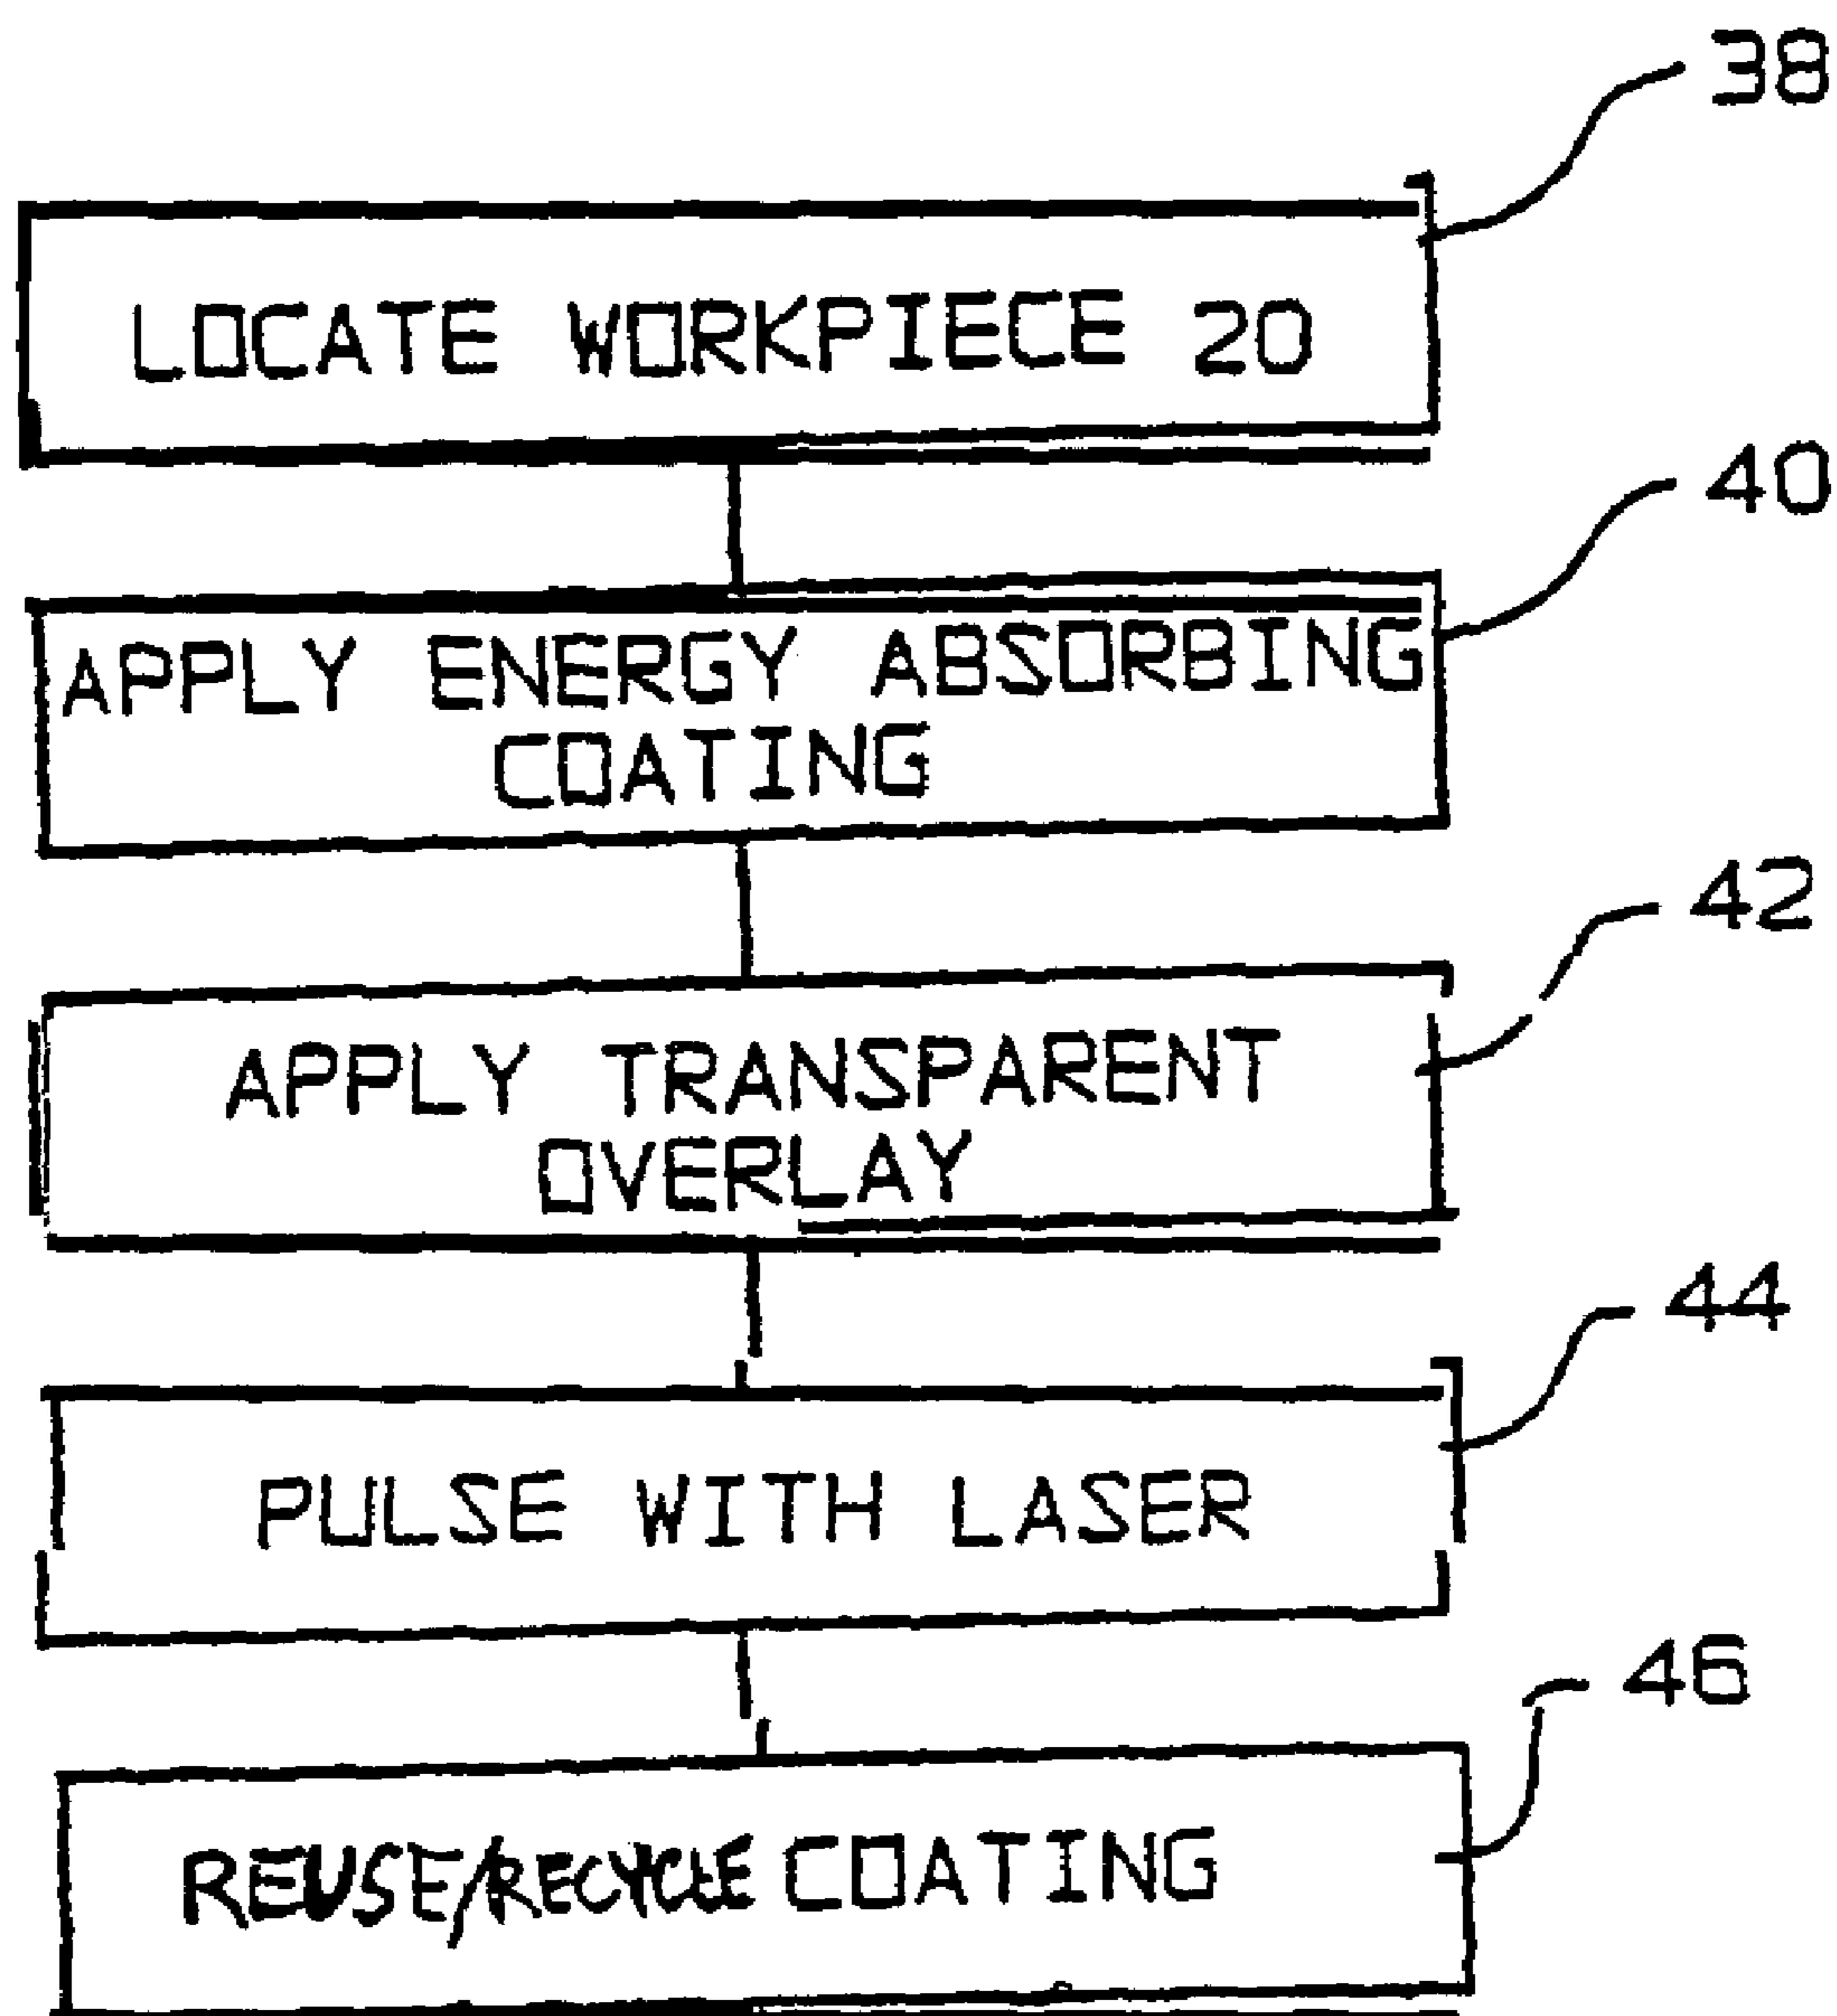 38
LOCATE WORKPIECE 20
40
APPLY ENERGY ABSORBING
COATING
42
APPLY TRANSPARENT
OVERLAY
44
PULSE WITH LASER
46
REUSE/RECYCLE COATING